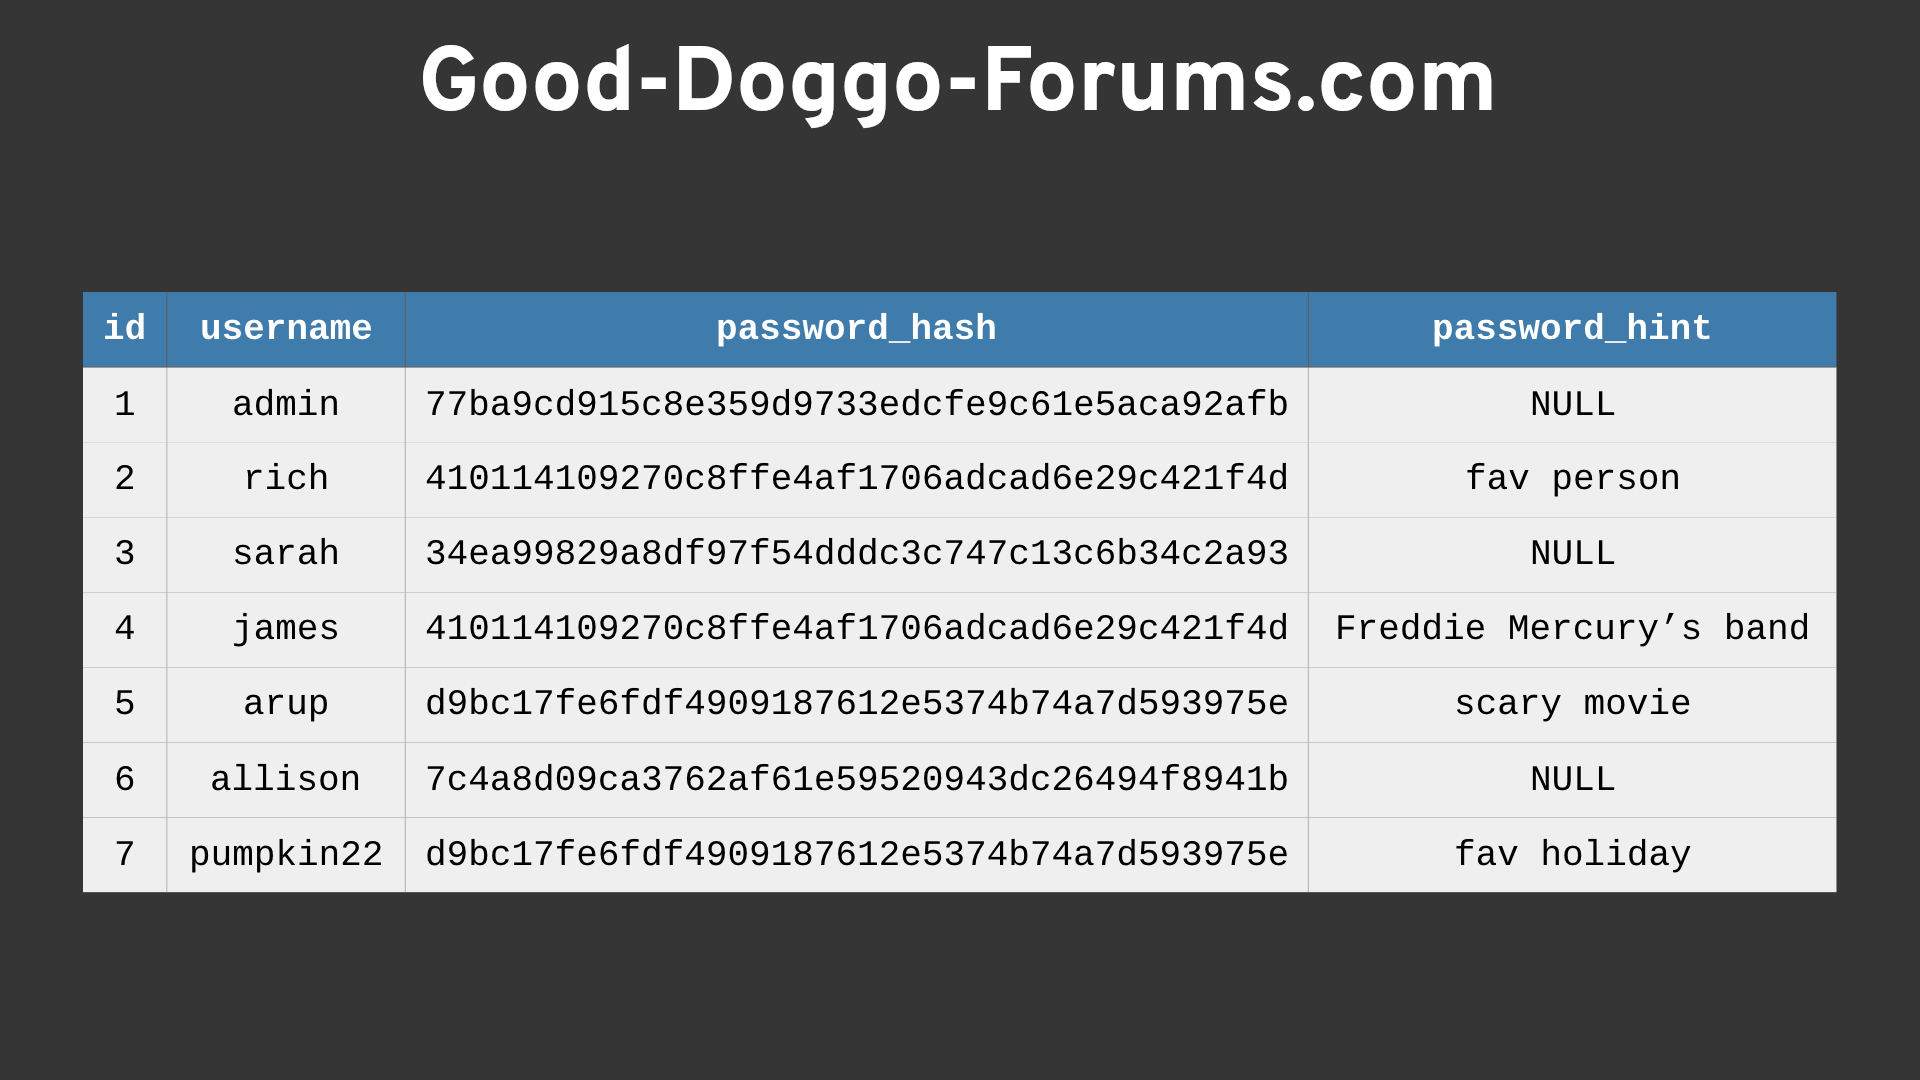 Good-Doggo-Forums.com
id username password_hash password_hint
1 admin 77ba9cd915c8e359d9733edcfe9c61e5aca92afb NULL
2 rich 410114109270c8ffe4af1706adcad6e29c421f4d fav person
3 sarah 34ea99829a8df97f54dddc3c747c13c6b34c2a93 NULL
4 james 410114109270c8ffe4af1706adcad6e29c421f4d Freddie Mercury’s band
5 arup d9bc17fe6fdf4909187612e5374b74a7d593975e scary movie
6 allison 7c4a8d09ca3762af61e59520943dc26494f8941b NULL
7 pumpkin22 d9bc17fe6fdf4909187612e5374b74a7d593975e fav holiday